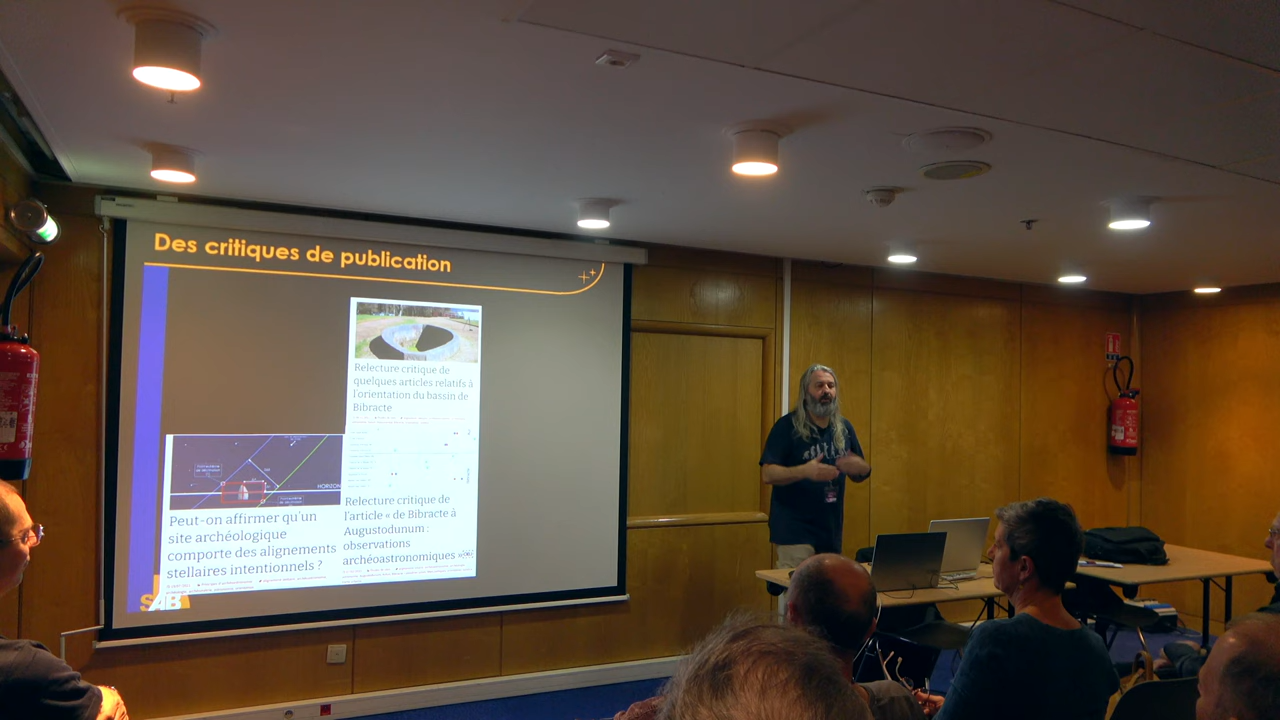 Des critiques de publication
Relecture critique de
quelques articles relatifs à
l'orientation du bassin de
Bibracte
HORIZON
Peut-on affirmer qu'un
site archéologique
comporte des alignements
stellaires intentionnels ?
Relecture critique de
l'article « de Bibracte à
Augustodunum :
observations
archéoastronomiques »